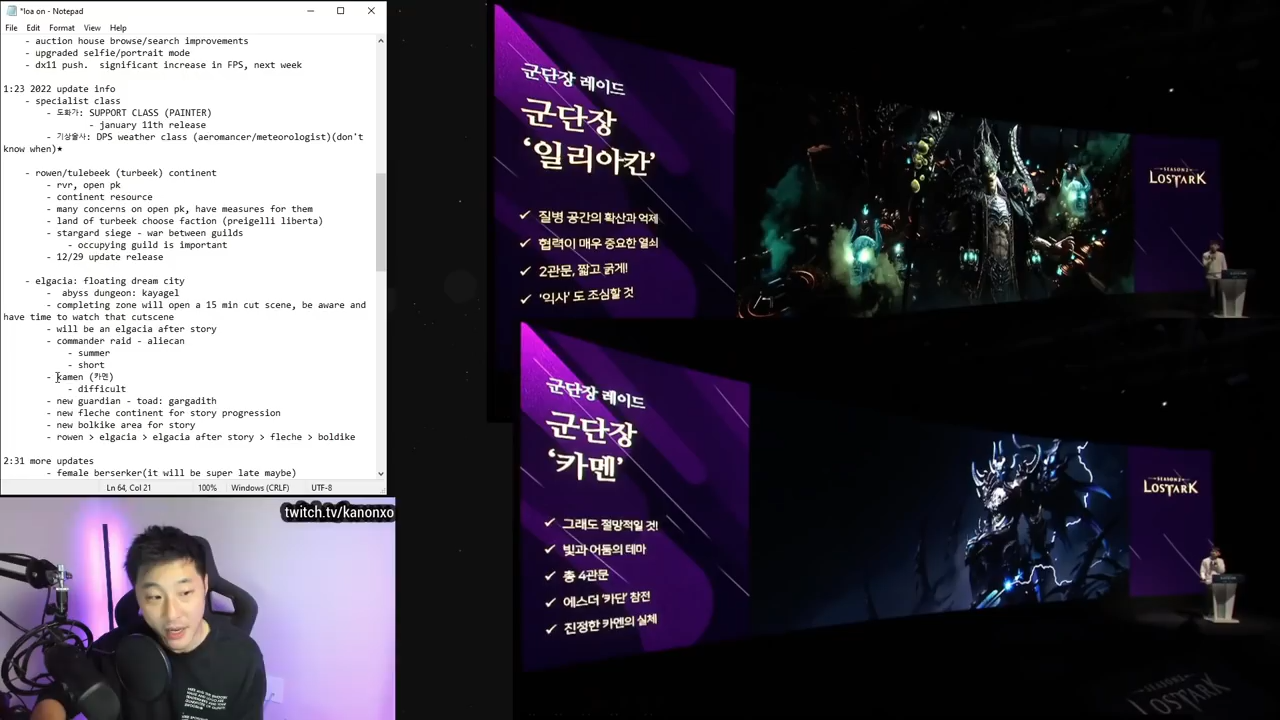 *loa on - Notepad
File Edit Format View Help
- auction house browse/search improvements
- upgraded selfie/portrait mode
- dx11 push. significant increase in FPS, next week
1:23 2022 update info
- specialist class
- 도화가: SUPPORT CLASS (PAINTER)
- january 11th release
- 기상술사: DPS weather class (aeromancer/meteorologist)(don't
know when)★
- rowen/tulebeek (turbeek) continent
- rvr, open pk
- continent resource
- many concerns on open pk, have measures for them
- land of turbeek choose faction (preigelli liberta)
- stargard siege - war between guilds
- occupying guild is important
- 12/29 update release
- elgacia: floating dream city
- abyss dungeon: kayagel
- completing zone will open a 15 min cut scene, be aware and
have time to watch that cutscene
- will be an elgacia after story
- commander raid - aliecan
- summer
- short
- kamen (카멘)
- difficult
- new guardian - toad: gargadith
- new fleche continent for story progression
- new bolkike area for story
- rowen > elgacia > elgacia after story > fleche > boldike
2:31 more updates
- female berserker(it will be super late maybe)
Ln 64, Col 21 100% Windows (CRLF) UTF-8
twitch.tv/kanonxo
군단장 레이드
군단장
‘일리아칸’
✓ 질병 공간의 확산과 억제
✓ 협력이 매우 중요한 열쇠
✓ 2관문, 짧고 굵게!
✓ ‘익사’ 도 조심할 것
SEASON2
LOSTARK
군단장 레이드
군단장
‘카멘’
✓ 그래도 절망적일 것!
✓ 빛과 어둠의 테마
✓ 총 4관문
✓ 에스더 ‘카단’ 참전
✓ 진정한 카멘의 실체
SEASON2
LOSTARK
LOSTARK